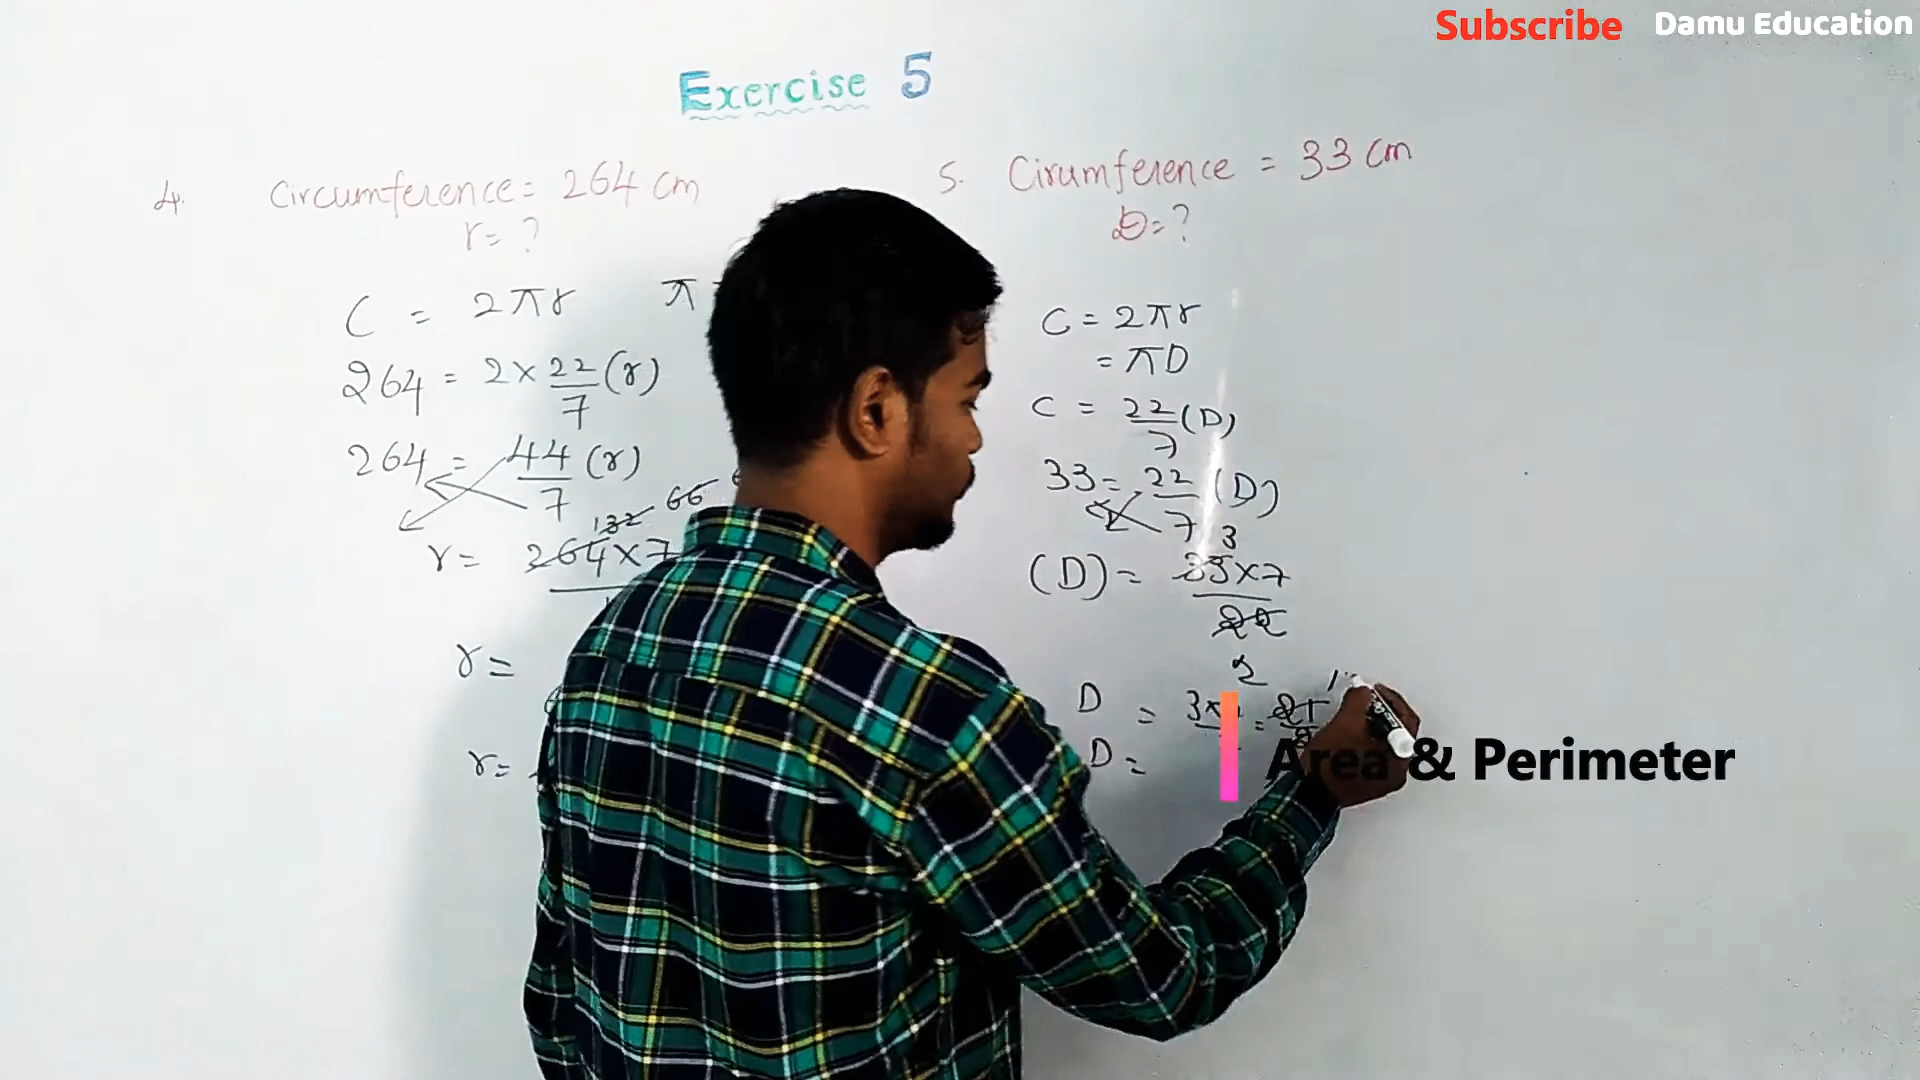 Subscribe Damu Education
Exercise 5
4. Circumference = 264 cm
r = ?
C = 2πr π
264 = 2 × 22/7 (r)
264 = 44/7 (r)
132 66
r = 264×7
r =
r =
5. Cirumference = 33 cm
D = ?
C = 2πr
= πD
C = 22/7 (D)
33 = 22/7 (D)
3
(D) = 33×7
22
2
D = 3× = 21
D =
Area & Perimeter